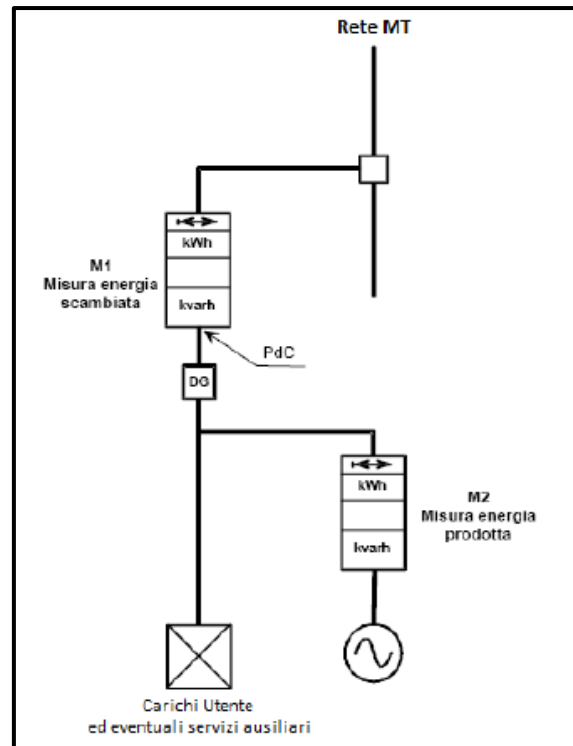 Rete MT
kWh
M1
Misura energia
scambiata
kvarh
PdC
DG
kWh
M2
Misura energia
prodotta
kvarh
Carichi Utente
ed eventuali servizi ausiliari